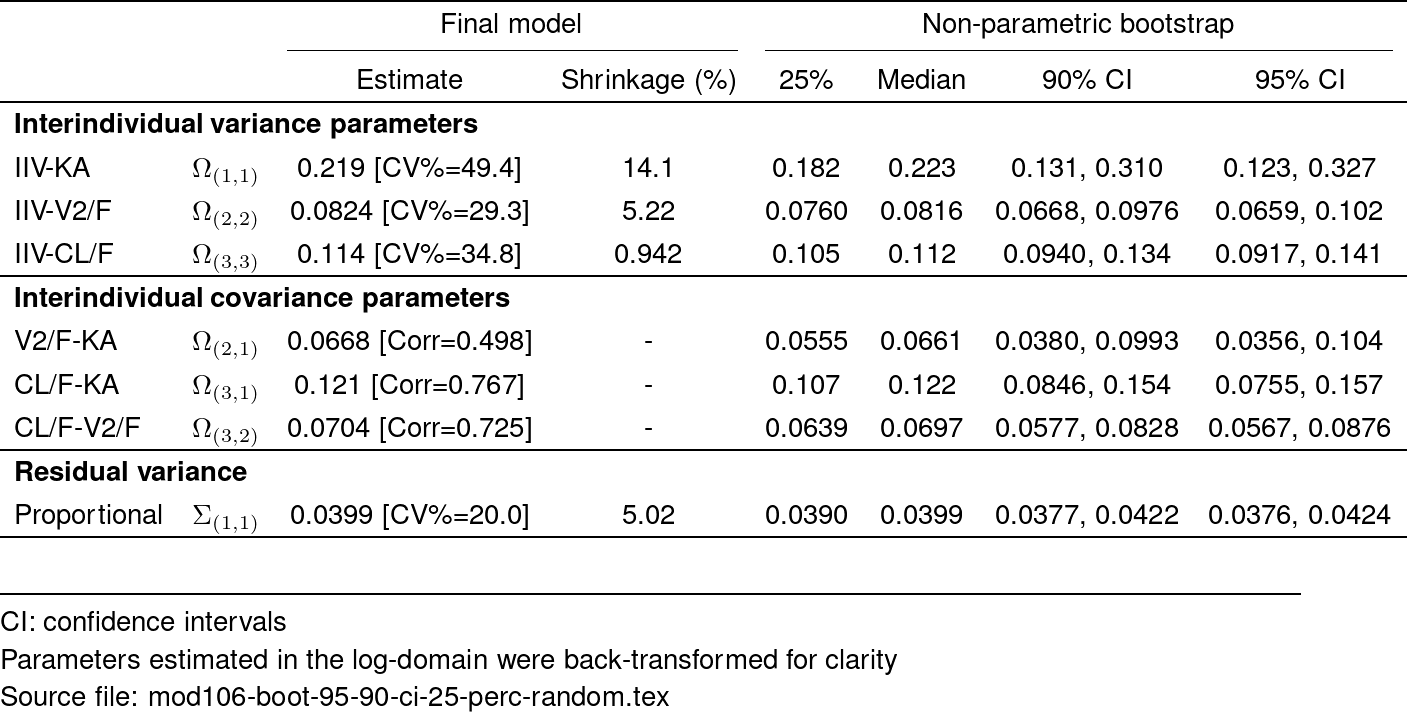 Final model Non-parametric bootstrap
Estimate Shrinkage (%) 25% Median 90% CI 95% CI
Interindividual variance parameters
IIV-KA Ω(1,1) 0.219 [CV%=49.4] 14.1 0.182 0.223 0.131, 0.310 0.123, 0.327
IIV-V2/F Ω(2,2) 0.0824 [CV%=29.3] 5.22 0.0760 0.0816 0.0668, 0.0976 0.0659, 0.102
IIV-CL/F Ω(3,3) 0.114 [CV%=34.8] 0.942 0.105 0.112 0.0940, 0.134 0.0917, 0.141
Interindividual covariance parameters
V2/F-KA Ω(2,1) 0.0668 [Corr=0.498] - 0.0555 0.0661 0.0380, 0.0993 0.0356, 0.104
CL/F-KA Ω(3,1) 0.121 [Corr=0.767] - 0.107 0.122 0.0846, 0.154 0.0755, 0.157
CL/F-V2/F Ω(3,2) 0.0704 [Corr=0.725] - 0.0639 0.0697 0.0577, 0.0828 0.0567, 0.0876
Residual variance
Proportional Σ(1,1) 0.0399 [CV%=20.0] 5.02 0.0390 0.0399 0.0377, 0.0422 0.0376, 0.0424
CI: confidence intervals
Parameters estimated in the log-domain were back-transformed for clarity
Source file: mod106-boot-95-90-ci-25-perc-random.tex